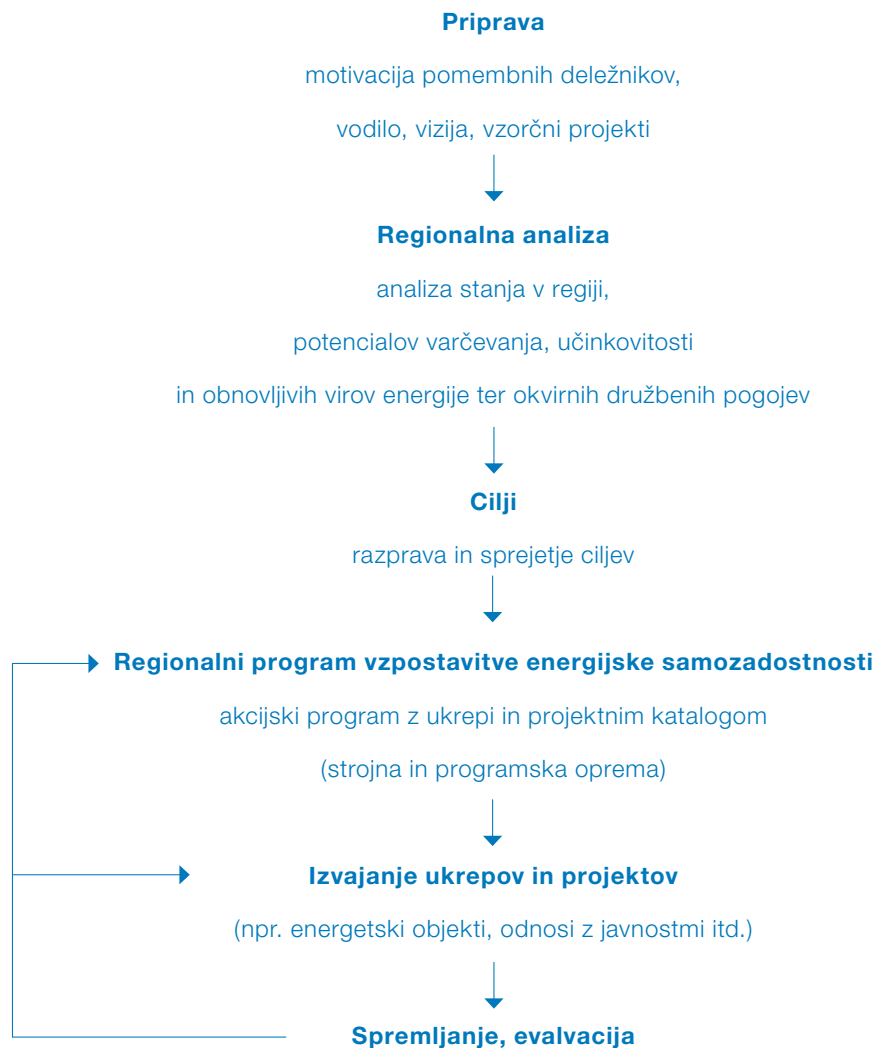 Priprava
motivacija pomembnih deležnikov,
vodilo, vizija, vzorčni projekti
Regionalna analiza
analiza stanja v regiji,
potencialov varčevanja, učinkovitosti
in obnovljivih virov energije ter okvirnih družbenih pogojev
Cilji
razprava in sprejetje ciljev
Regionalni program vzpostavitve energijske samozadostnosti
akcijski program z ukrepi in projektnim katalogom
(strojna in programska oprema)
Izvajanje ukrepov in projektov
(npr. energetski objekti, odnosi z javnostmi itd.)
Spremljanje, evalvacija